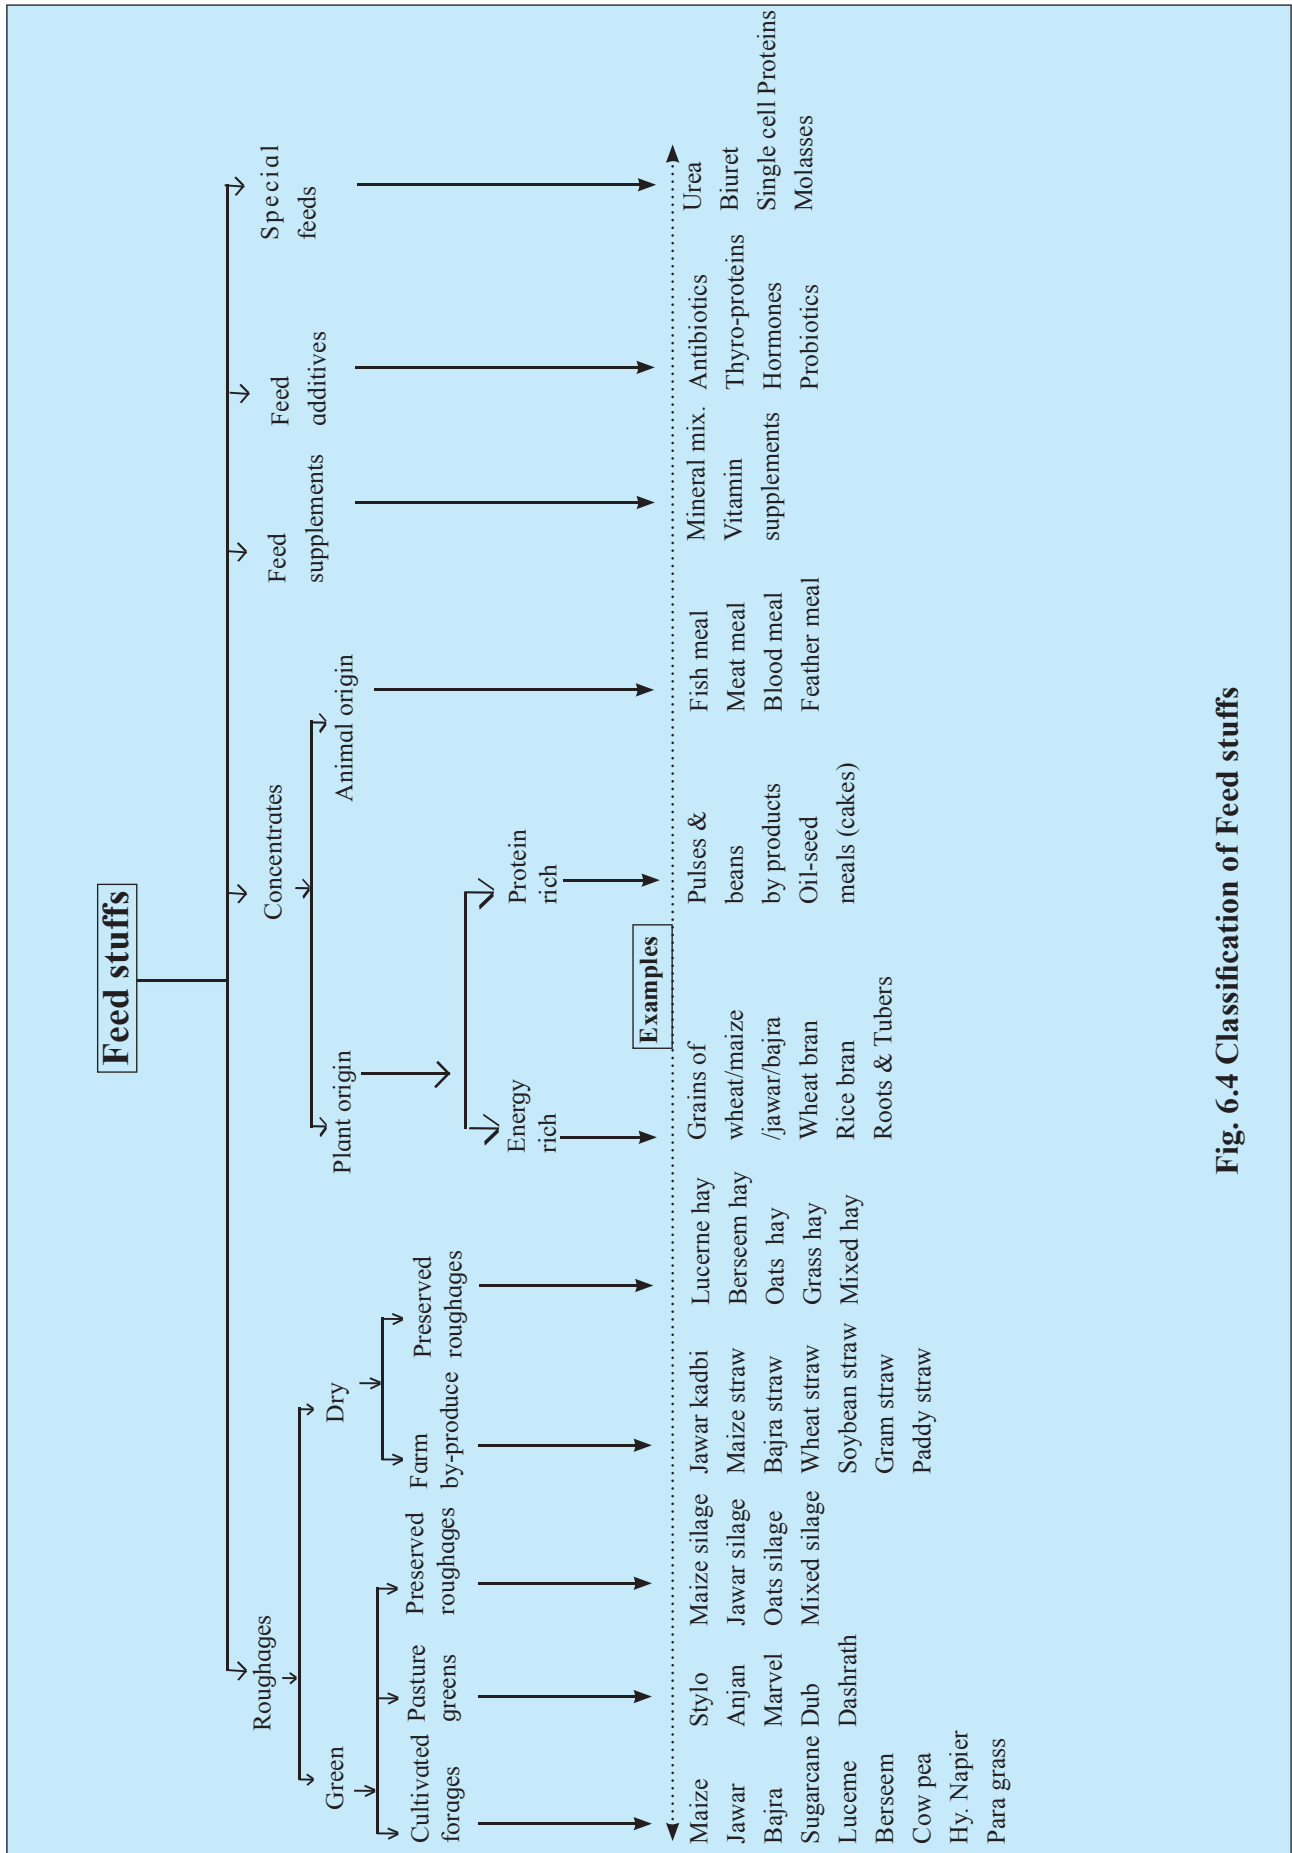 Feed stuffs
Roughages
Concentrates
Feed
supplements
Feed
additives
Special
feeds
Green
Dry
Plant origin
Animal origin
Cultivated
forages
Pasture
greens
Preserved
roughages
Farm
by-produce
Preserved
roughages
Energy
rich
Protein
rich
Examples
Maize
Jawar
Bajra
Sugarcane
Luceme
Berseem
Cow pea
Hy. Napier
Para grass
Stylo
Anjan
Marvel
Dub
Dashrath
Maize silage
Jawar silage
Oats silage
Mixed silage
Jawar kadbi
Maize straw
Bajra straw
Wheat straw
Soybean straw
Gram straw
Paddy straw
Lucerne hay
Berseem hay
Oats hay
Grass hay
Mixed hay
Grains of
wheat/maize
/jawar/bajra
Wheat bran
Rice bran
Roots & Tubers
Pulses &
beans
by products
Oil-seed
meals (cakes)
Fish meal
Meat meal
Blood meal
Feather meal
Mineral mix.
Vitamin
supplements
Antibiotics
Thyro-proteins
Hormones
Probiotics
Urea
Biuret
Single cell Proteins
Molasses
Fig. 6.4 Classification of Feed stuffs